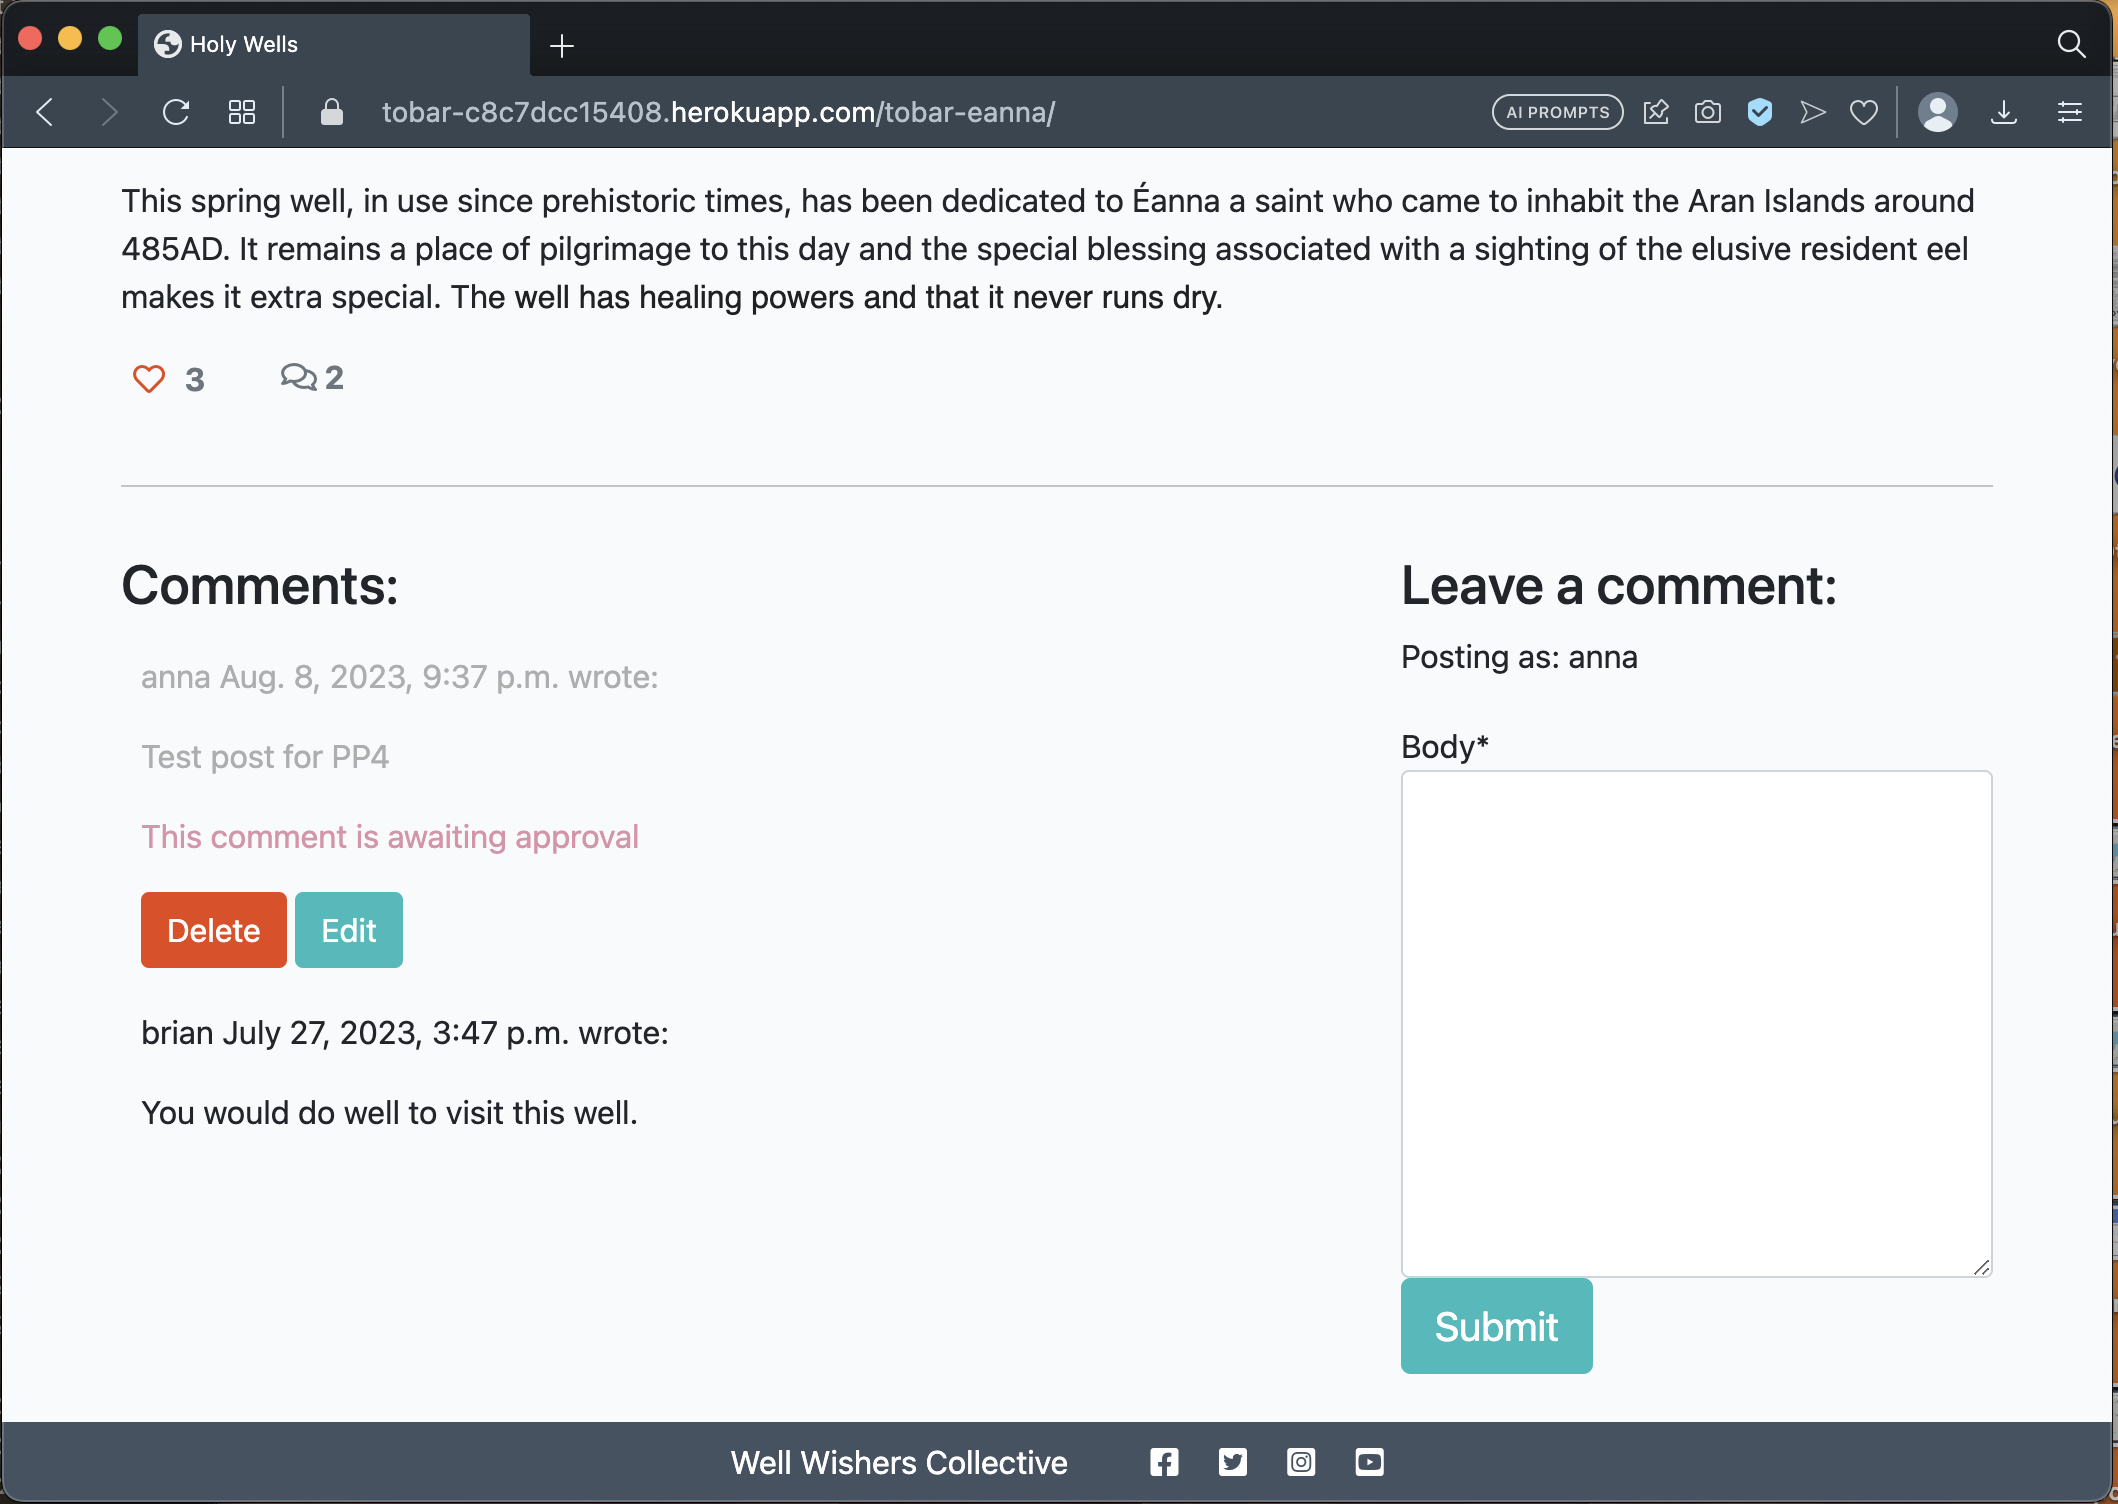 Holy Wells
tobar-c8c7dcc15408.herokuapp.com/tobar-eanna/
AI PROMPTS
This spring well, in use since prehistoric times, has been dedicated to Éanna a saint who came to inhabit the Aran Islands around
485AD. It remains a place of pilgrimage to this day and the special blessing associated with a sighting of the elusive resident eel
makes it extra special. The well has healing powers and that it never runs dry.
3 2
Comments:
anna Aug. 8, 2023, 9:37 p.m. wrote:
Test post for PP4
This comment is awaiting approval
Delete Edit
brian July 27, 2023, 3:47 p.m. wrote:
You would do well to visit this well.
Leave a comment:
Posting as: anna
Body*
Submit
Well Wishers Collective